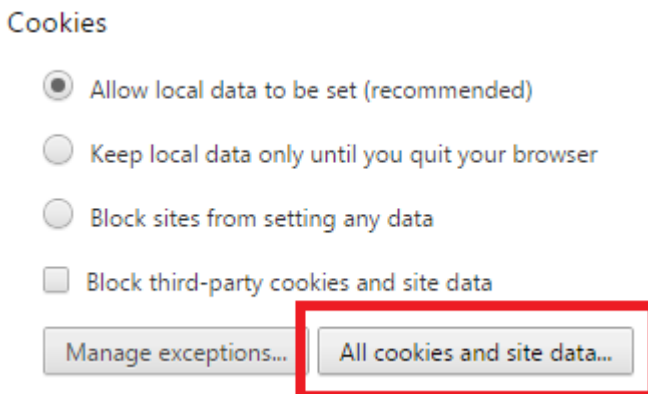 Cookies
Allow local data to be set (recommended)
Keep local data only until you quit your browser
Block sites from setting any data
Block third-party cookies and site data
Manage exceptions... All cookies and site data...